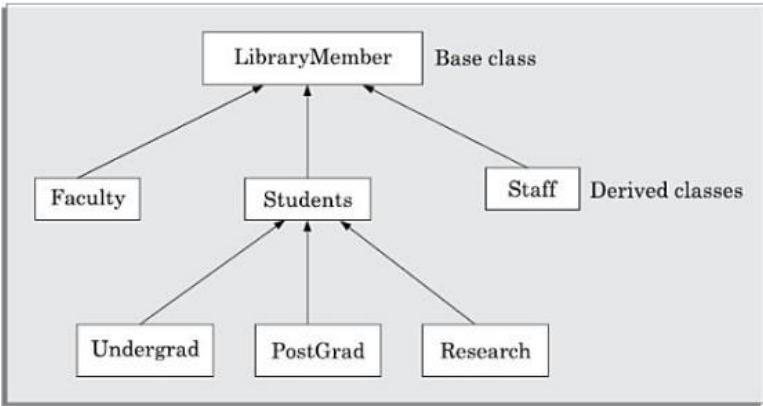 LibraryMember
Base class
Faculty
Students
Staff
Derived classes
Undergrad
PostGrad
Research